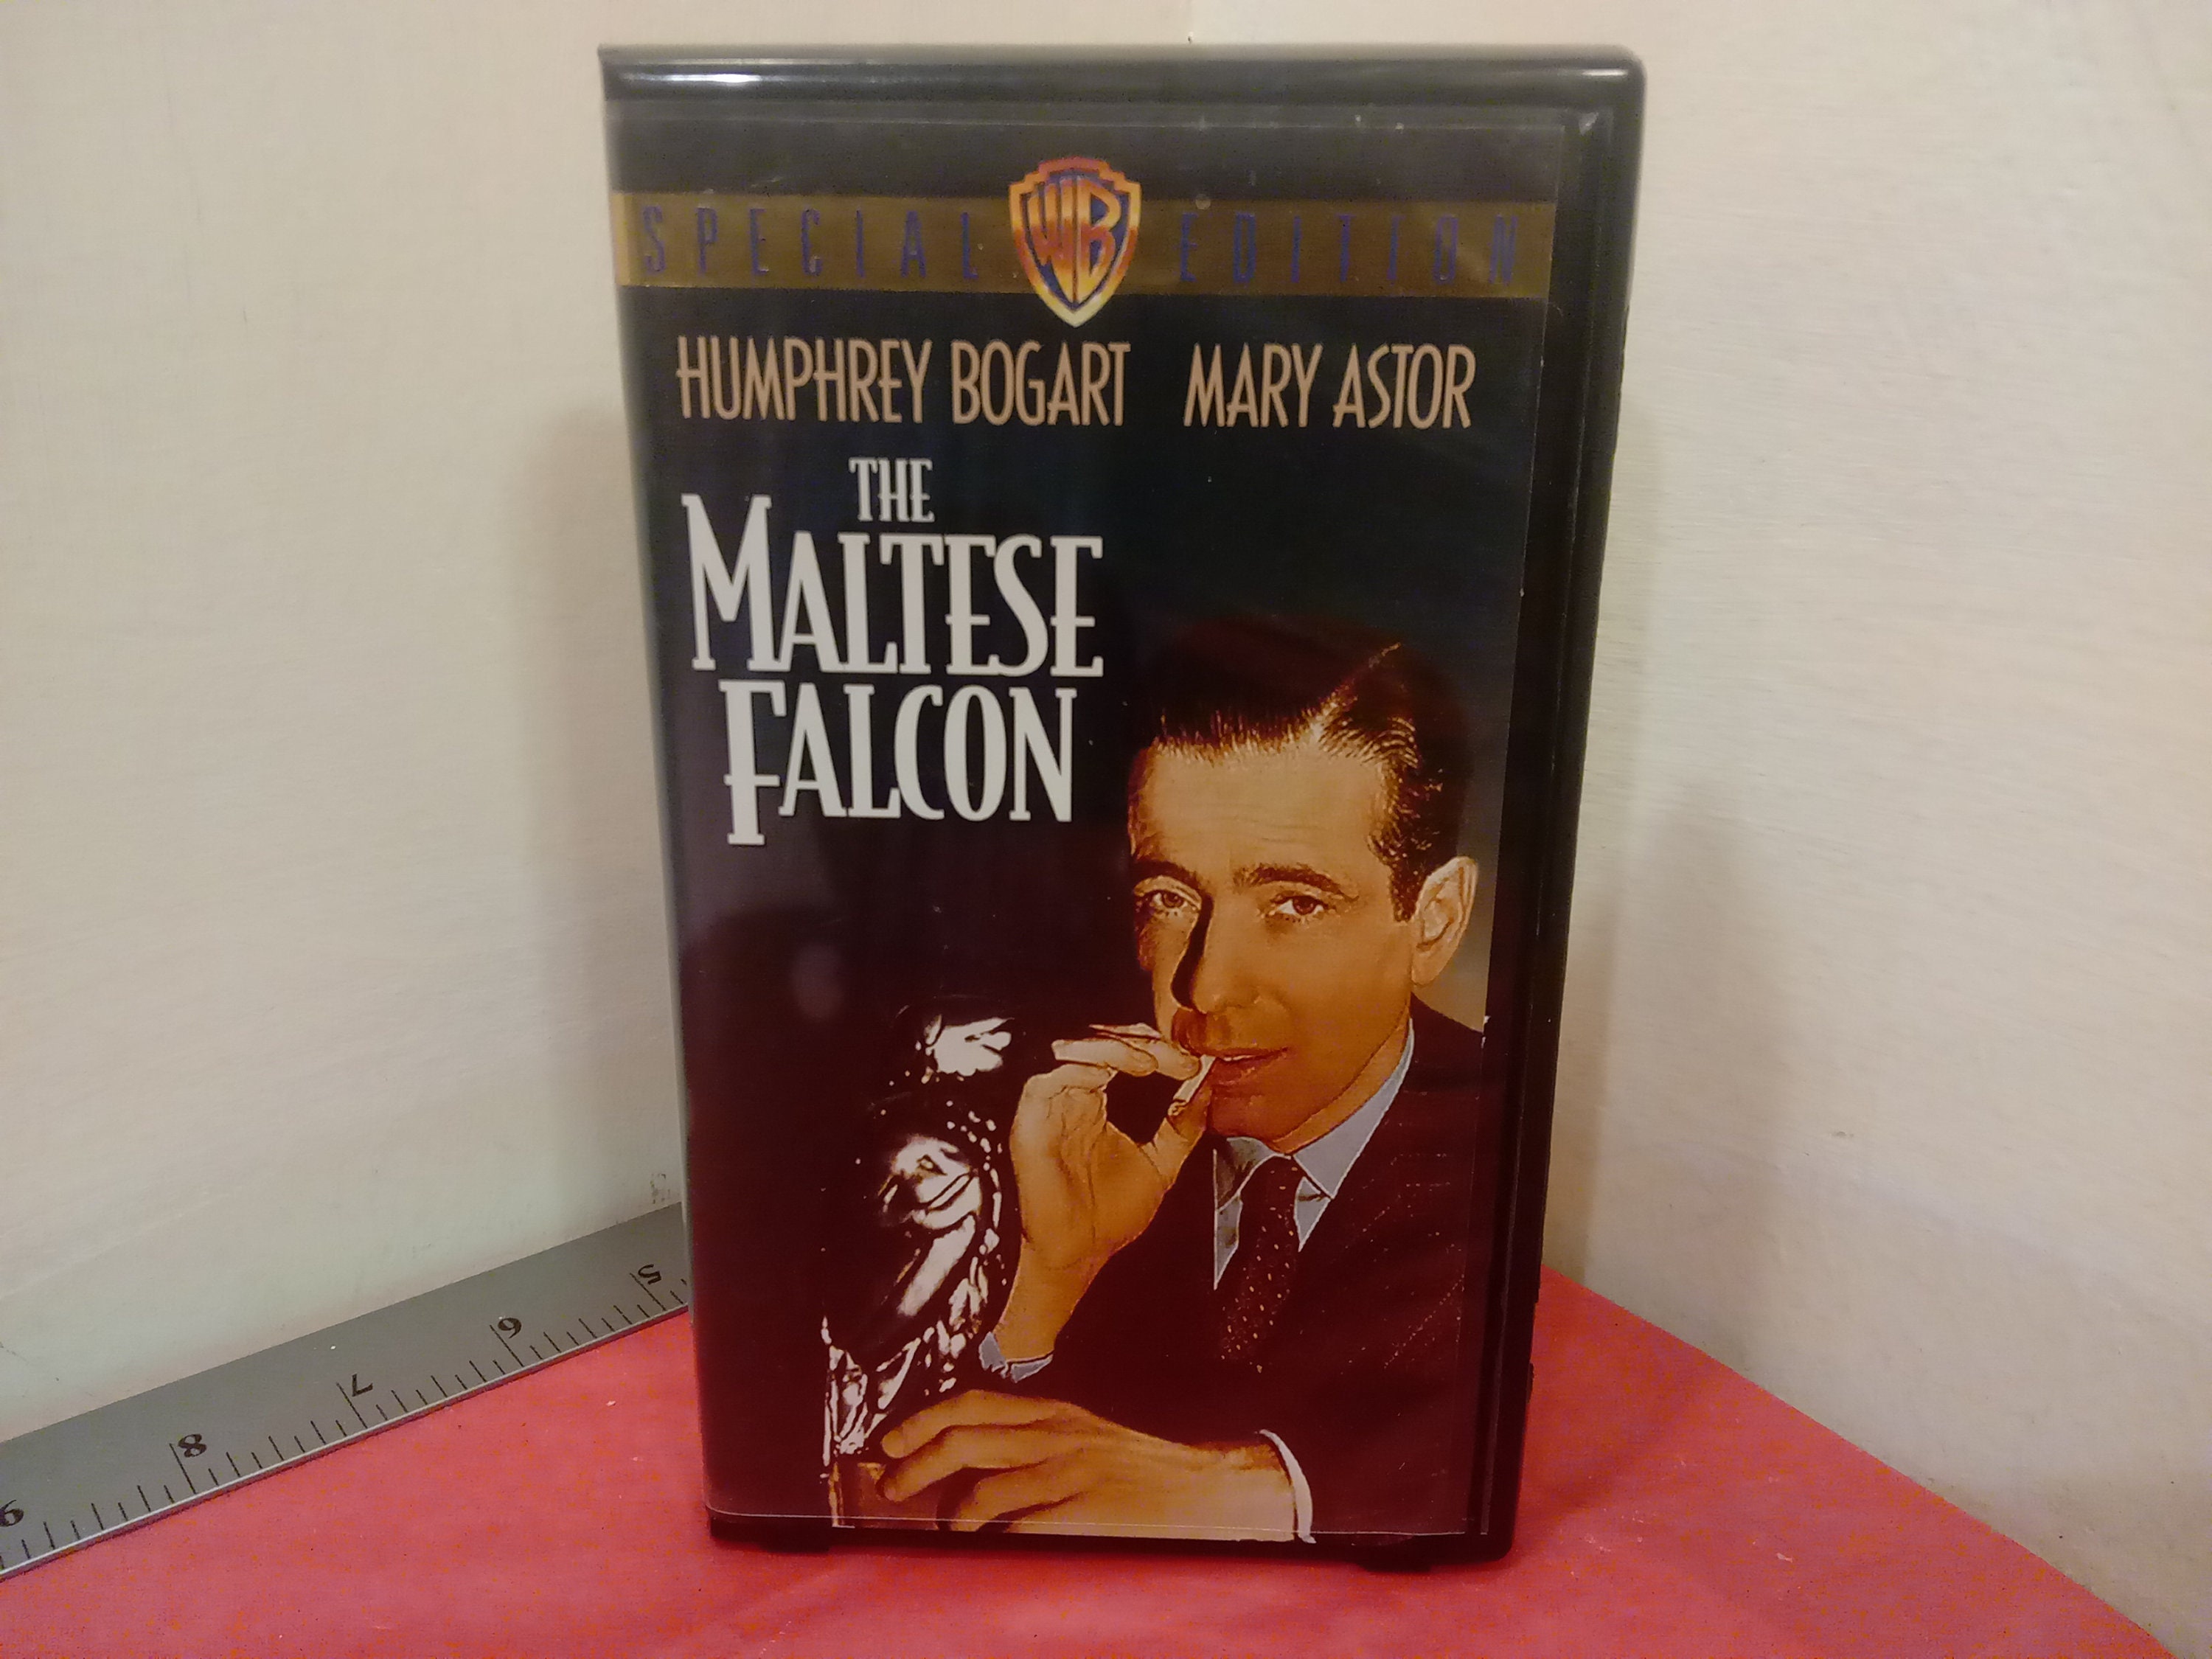 SPECIAL WB EDITION
HUMPHREY BOGART MARY ASTOR
THE
MALTESE
FALCON
5
6
7
8
9